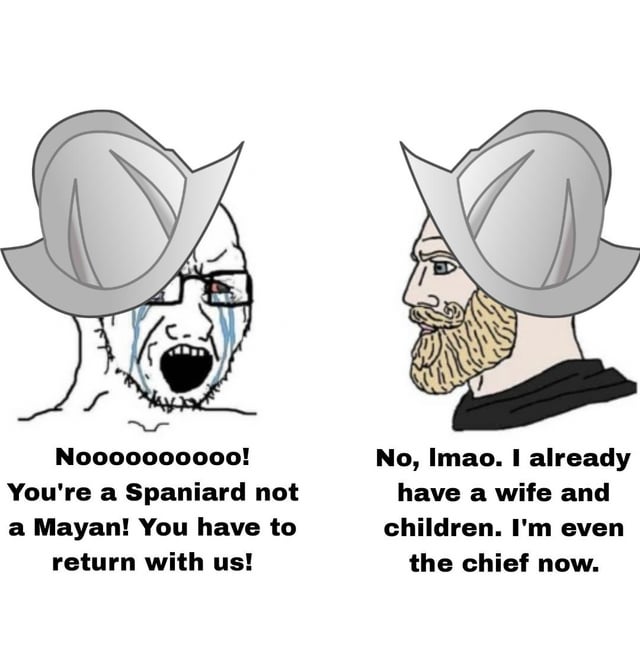 Noooooooooo!
You're a Spaniard not
a Mayan! You have to
return with us!
No, lmao. I already
have a wife and
children. I'm even
the chief now.